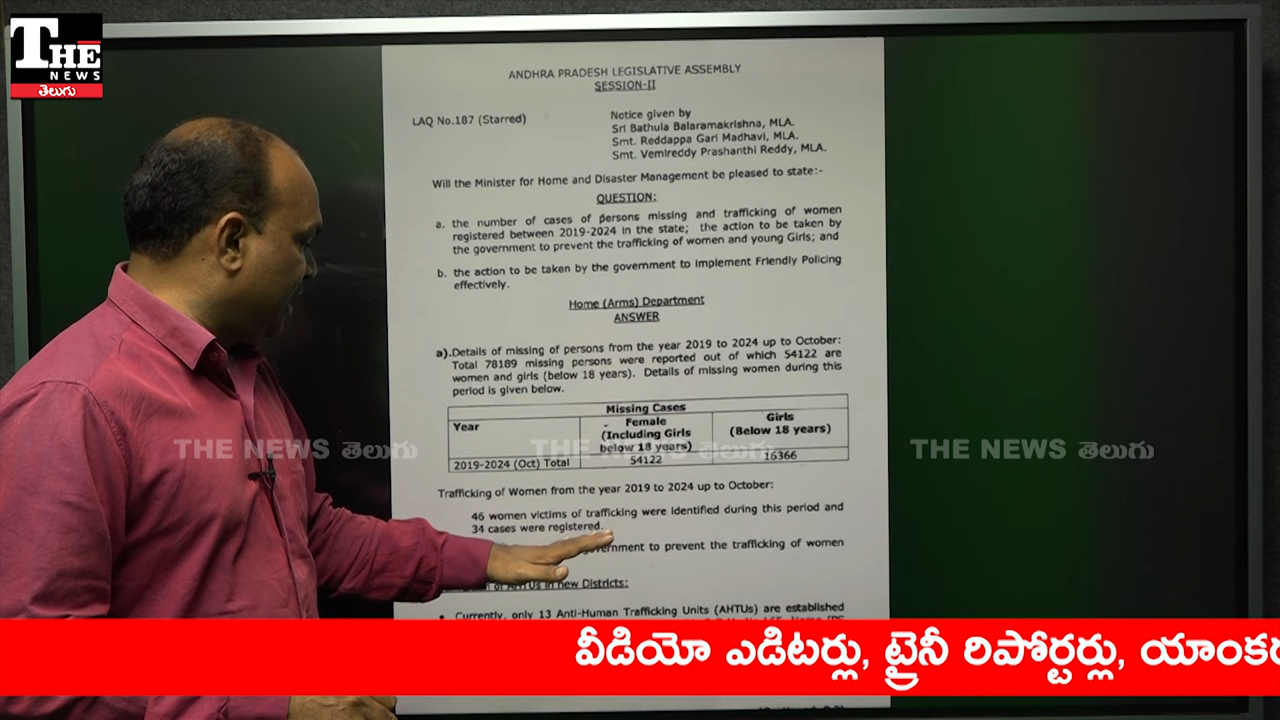 THE
NEWS
తెలుగు
ANDHRA PRADESH LEGISLATIVE ASSEMBLY
SESSION-II
LAQ No.187 (Starred)
Notice given by
Sri Bathula Balaramakrishna, MLA.
Smt. Reddappa Gari Madhavi, MLA.
Smt. Vemireddy Prashanthi Reddy, MLA.
Will the Minister for Home and Disaster Management be pleased to state:-
QUESTION:
a. the number of cases of persons missing and trafficking of women
registered between 2019-2024 in the state; the action to be taken by
the government to prevent the trafficking of women and young Girls; and
b. the action to be taken by the government to implement Friendly Policing
effectively.
Home (Arms) Department
ANSWER
a).Details of missing of persons from the year 2019 to 2024 up to October:
Total 78189 missing persons were reported out of which 54122 are
women and girls (below 18 years). Details of missing women during this
period is given below.
Missing Cases
Year
Female
(Including Girls
below 18 years)
Girls
(Below 18 years)
2019-2024 (Oct) Total
54122
16366
THE NEWS తెలుగు
THE NEWS తెలుగు
THE NEWS తెలుగు
Trafficking of Women from the year 2019 to 2024 up to October:
46 women victims of trafficking were identified during this period and
34 cases were registered.
government to prevent the trafficking of women
of AHTUs in new Districts:
• Currently, only 13 Anti-Human Trafficking Units (AHTUs) are established
వీడియో ఎడిటర్లు, ట్రైనీ రిపోర్టర్లు, యాంకర